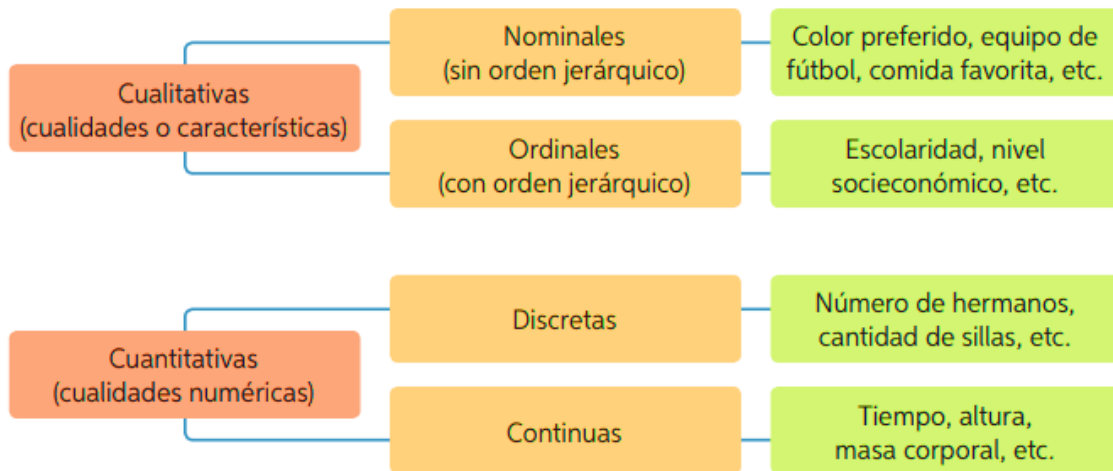 Nominales
(sin orden jerárquico)
Color preferido, equipo de
fútbol, comida favorita, etc.
Cualitativas
(cualidades o características)
Ordinales
(con orden jerárquico)
Escolaridad, nivel
socieconómico, etc.
Discretas
Número de hermanos,
cantidad de sillas, etc.
Cuantitativas
(cualidades numéricas)
Continuas
Tiempo, altura,
masa corporal, etc.